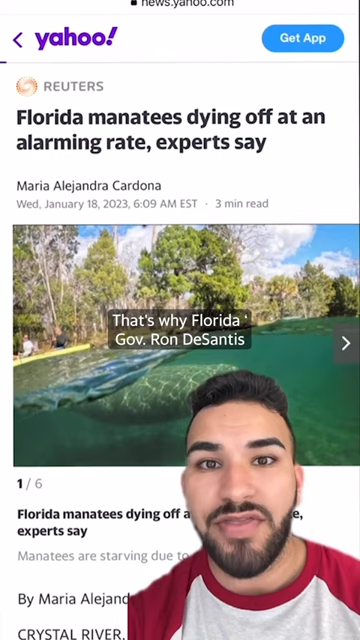 news.yahoo.com
yahoo!
Get App
REUTERS
Florida manatees dying off at an
alarming rate, experts say
Maria Alejandra Cardona
Wed, January 18, 2023, 6:09 AM EST · 3 min read
That's why Florida
Gov. Ron DeSantis
1 / 6
Florida manatees dying off a
e,
experts say
Manatees are starving due to
By Maria Alejand
CRYSTAL RIVER,